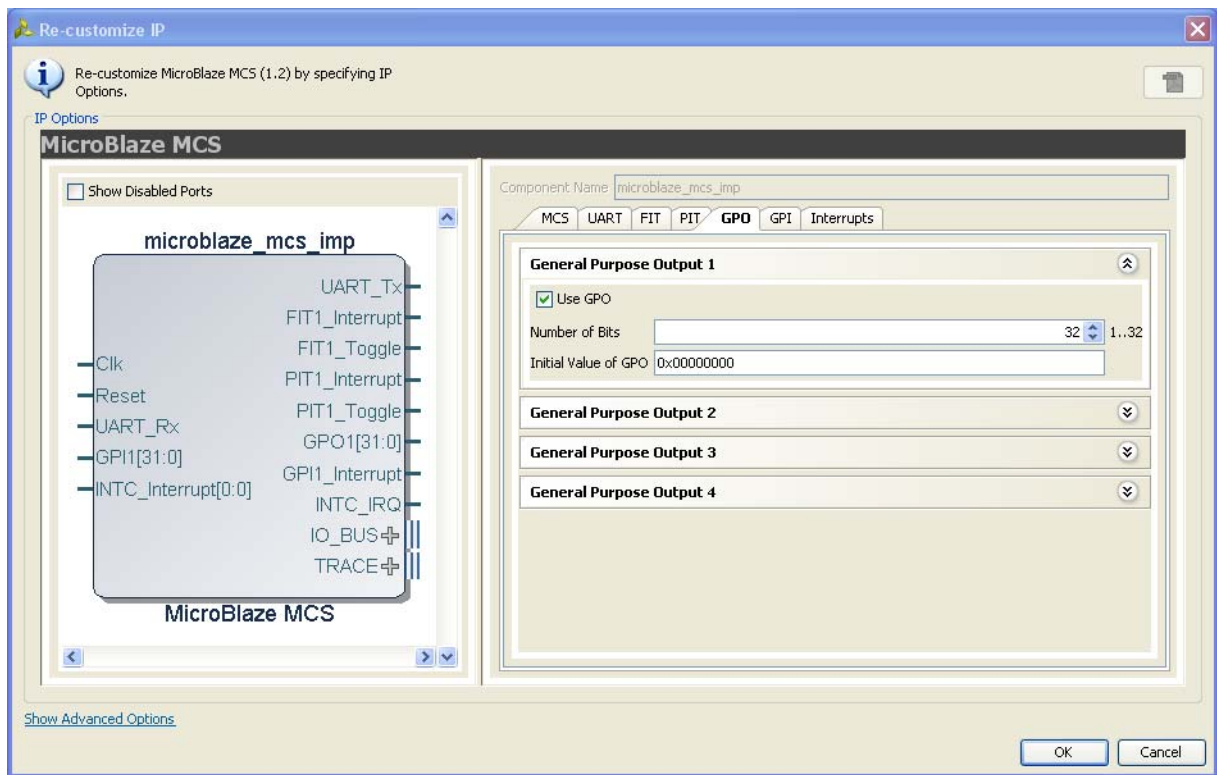 Re-customize IP
Re-customize MicroBlaze MCS (1.2) by specifying IP
Options.
IP Options
MicroBlaze MCS
Show Disabled Ports
microblaze_mcs_imp
Clk
Reset
UART_Rx
GPI1[31:0]
INTC_Interrupt[0:0]
UART_Tx
FIT1_Interrupt
FIT1_Toggle
PIT1_Interrupt
PIT1_Toggle
GPO1[31:0]
GPI1_Interrupt
INTC_IRQ
IO_BUS
TRACE
MicroBlaze MCS
Component Name microblaze_mcs_imp
MCS UART FIT PIT GPO GPI Interrupts
General Purpose Output 1
Use GPO
Number of Bits 32 1..32
Initial Value of GPO 0x00000000
General Purpose Output 2
General Purpose Output 3
General Purpose Output 4
Show Advanced Options
OK Cancel